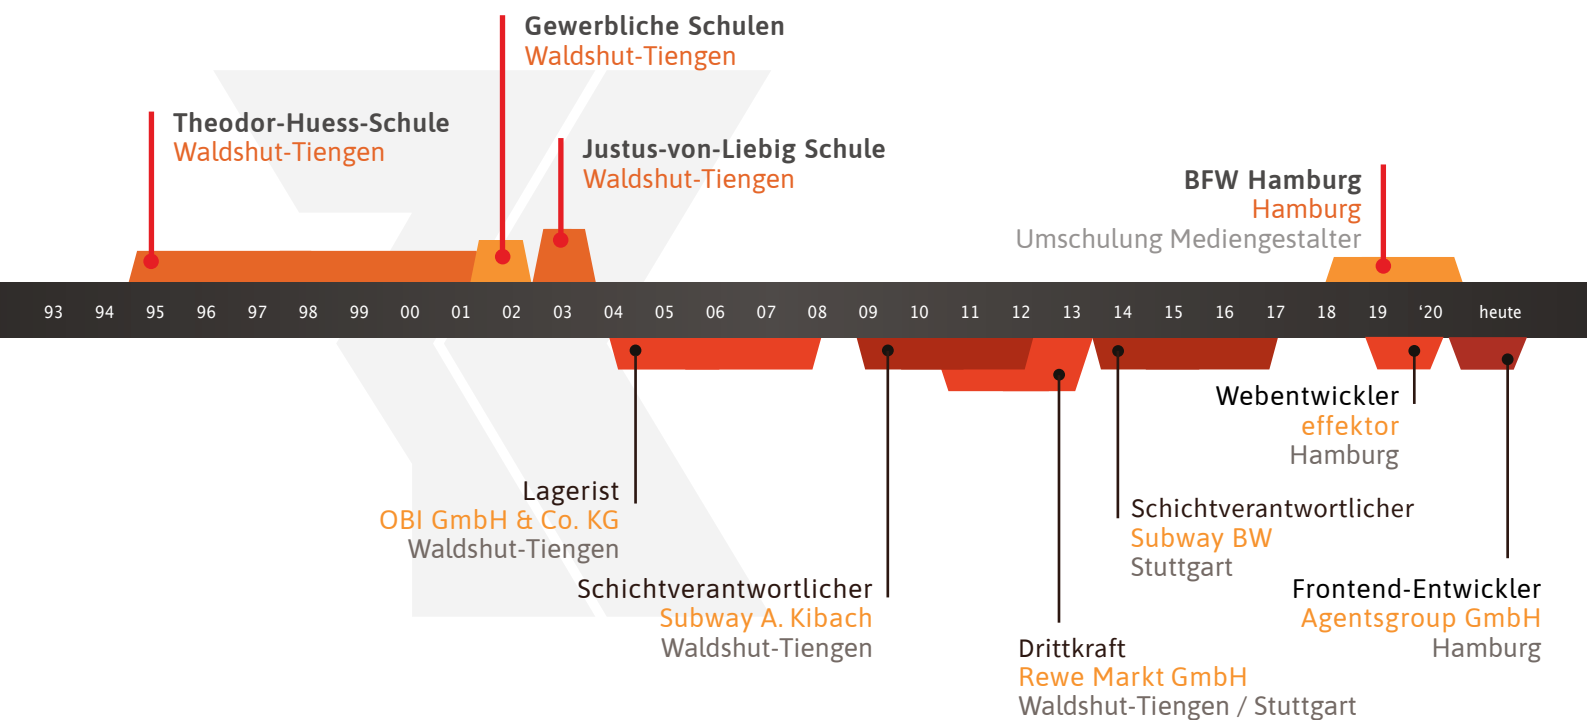 Gewerbliche Schulen
Waldshut-Tiengen
Theodor-Huess-Schule
Waldshut-Tiengen
Justus-von-Liebig Schule
Waldshut-Tiengen
BFW Hamburg
Hamburg
Umschulung Mediengestalter
93 94 95 96 97 98 99 00 01 02 03 04 05 06 07 08 09 10 11 12 13 14 15 16 17 18 19 ‘20 heute
Webentwickler
effektor
Hamburg
Lagerist
OBI GmbH & Co. KG
Waldshut-Tiengen
Schichtverantwortlicher
Subway BW
Stuttgart
Schichtverantwortlicher
Subway A. Kibach
Waldshut-Tiengen
Frontend-Entwickler
Agentsgroup GmbH
Hamburg
Drittkraft
Rewe Markt GmbH
Waldshut-Tiengen / Stuttgart